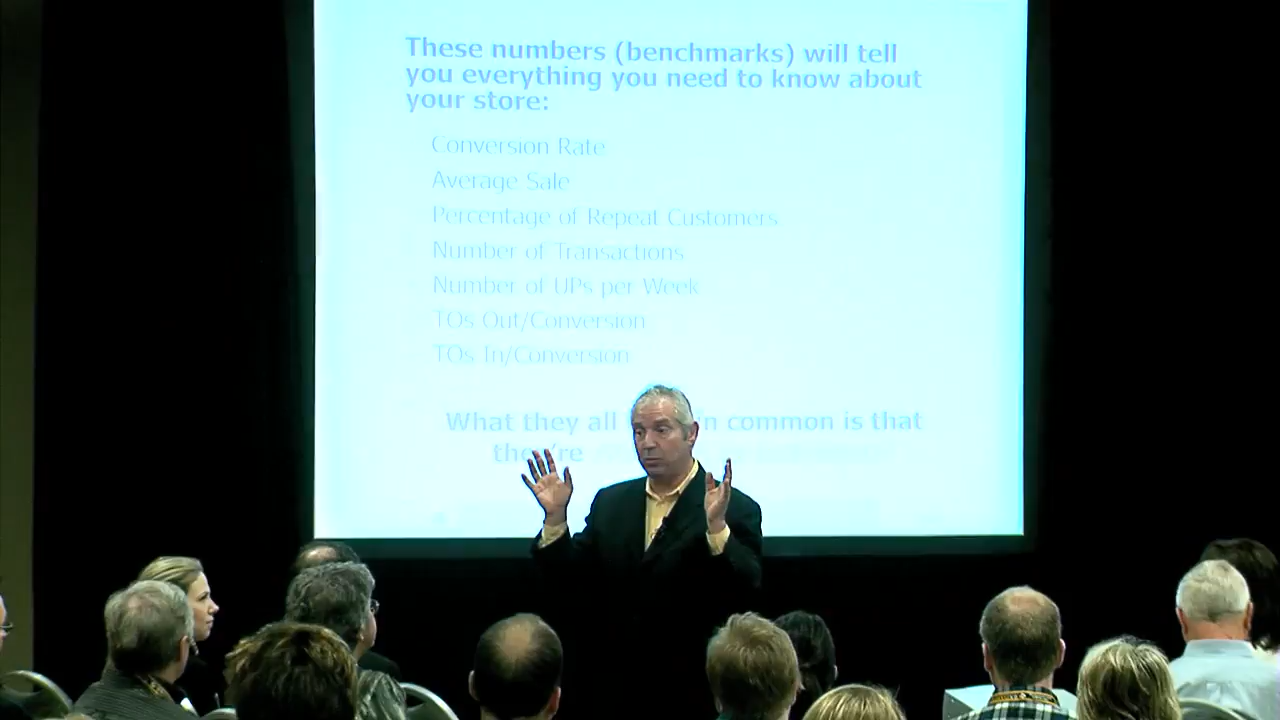 These numbers (benchmarks) will tell
you everything you need to know about
your store:
Conversion Rate
Average Sale
Percentage of Repeat Customers
Number of Transactions
Number of UPs per Week
TOs Out/Conversion
TOs In/Conversion
What they all in common is that
they're